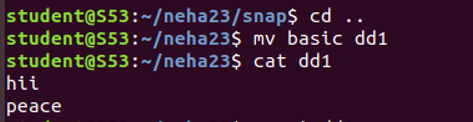 student@S53:~/neha23/snap$ cd ..
student@S53:~/neha23$ mv basic dd1
student@S53:~/neha23$ cat dd1
hii
peace